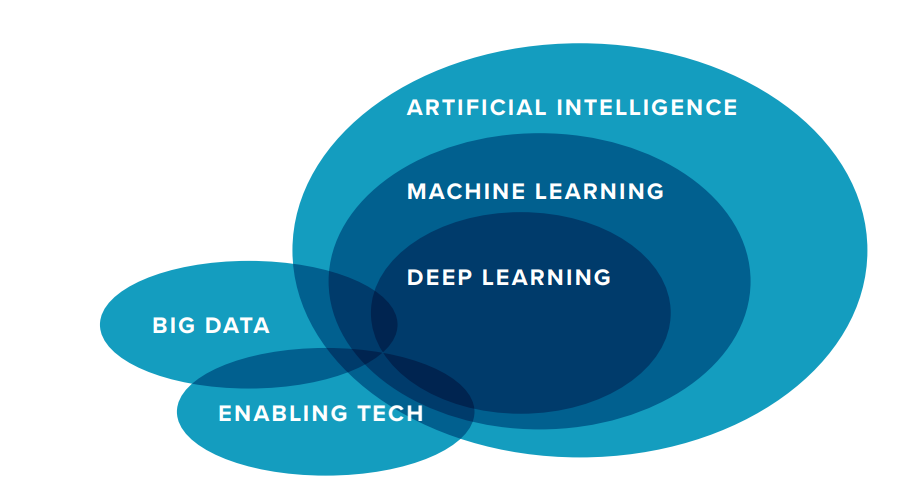 ARTIFICIAL INTELLIGENCE
MACHINE LEARNING
DEEP LEARNING
BIG DATA
ENABLING TECH